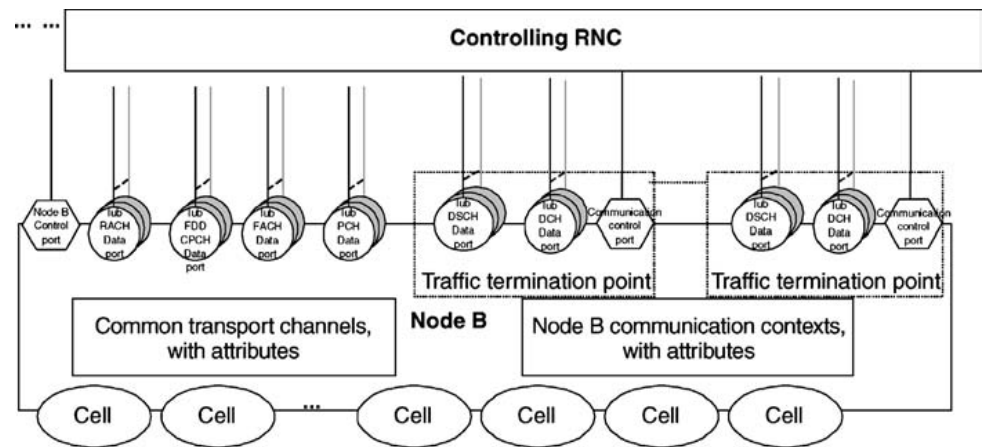 ... ...
Controlling RNC
Node B
Control
port
Iub
RACH
Data
port
Iub
FDD
CPCH
Data
port
Iub
FACH
Data
port
Iub
PCH
Data
port
Iub
DSCH
Data
port
Iub
DCH
Data
port
Communication
control
port
Iub
DSCH
Data
port
Iub
DCH
Data
port
Communication
control
port
Traffic termination point
Traffic termination point
Node B
Common transport channels,
with attributes
Node B communication contexts,
with attributes
Cell
Cell
...
Cell
Cell
Cell
Cell